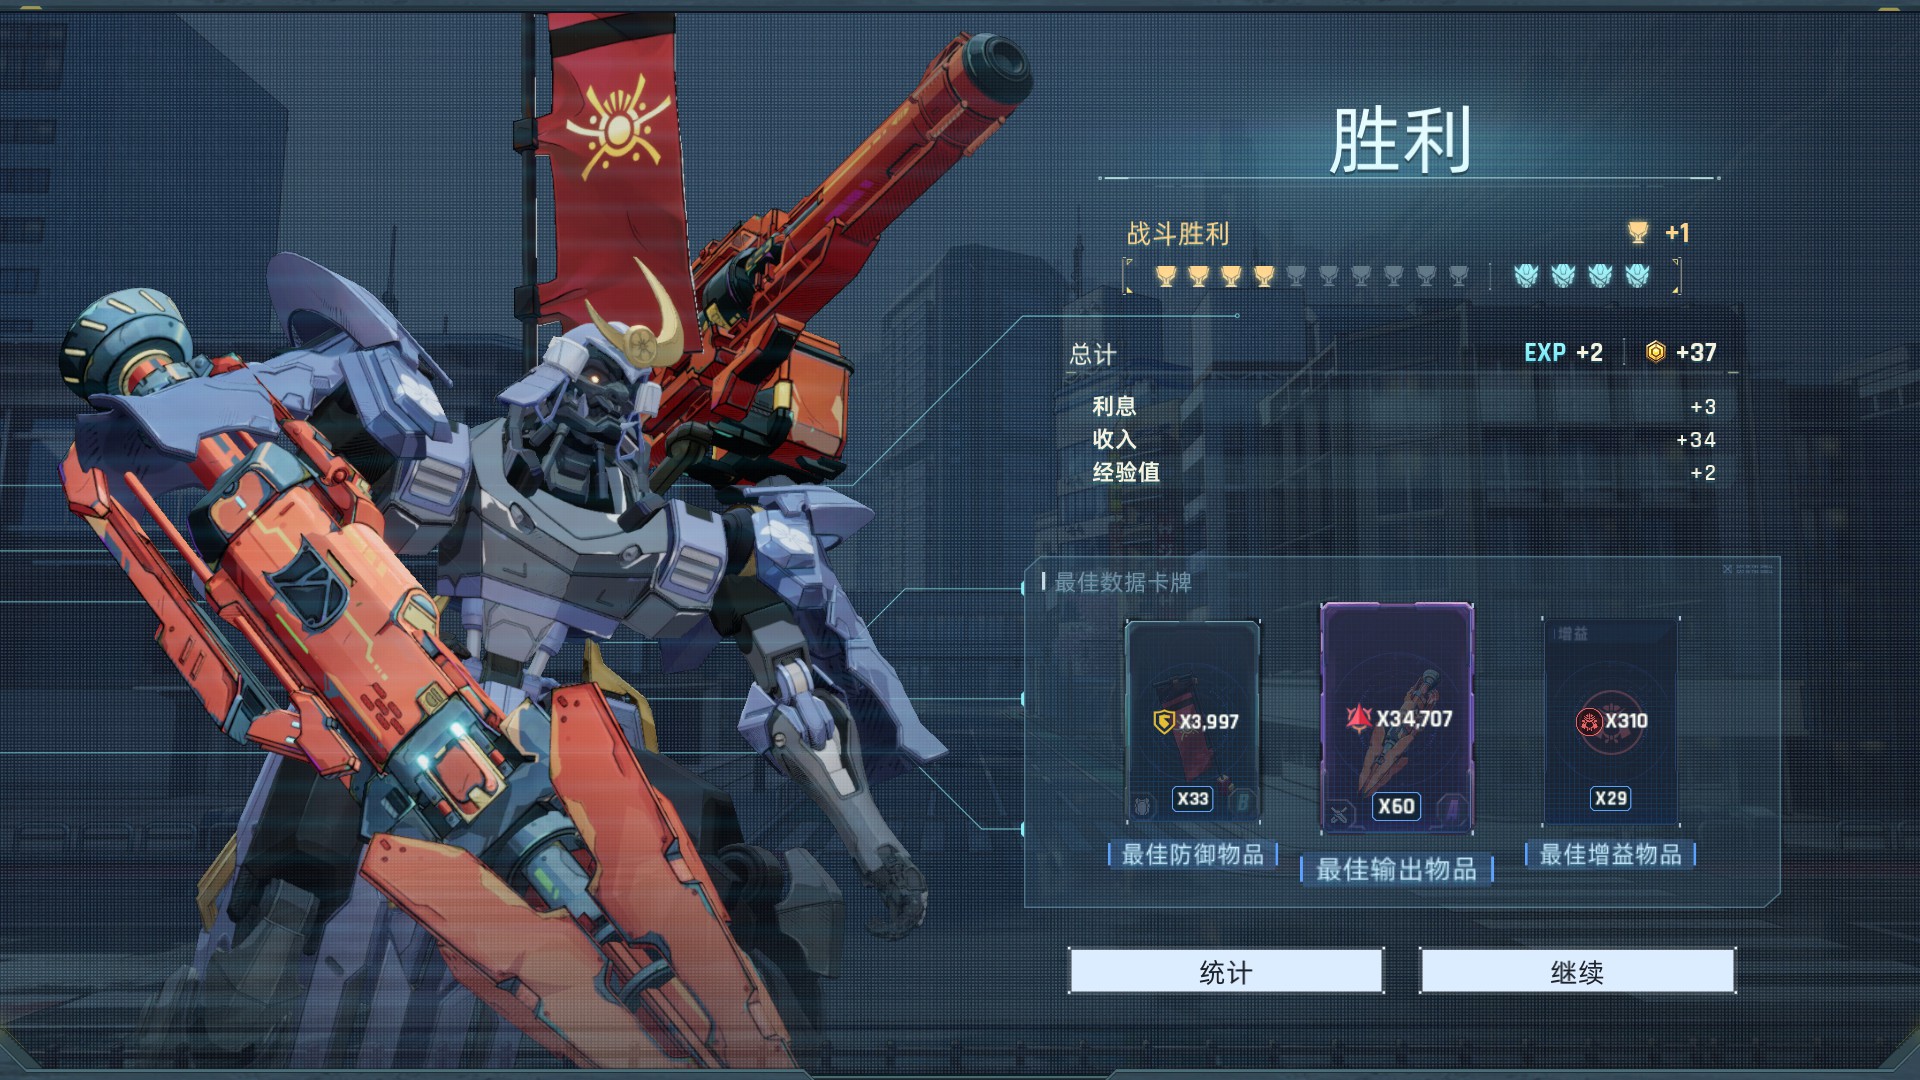 胜利
战斗胜利 +1
总计 EXP +2 +37
利息 +3
收入 +34
经验值 +2
最佳数据卡牌
增益
X3,997
X34,707
X310
X33
B
X60
A
X29
最佳防御物品
最佳输出物品
最佳增益物品
统计
继续